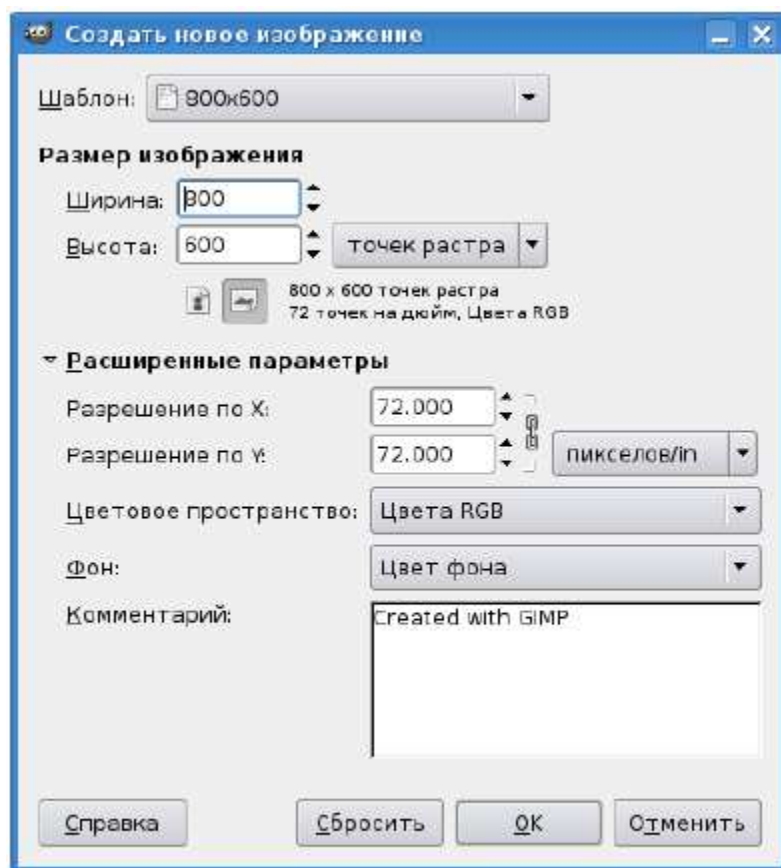 Создать новое изображение
Шаблон: 800x600
Размер изображения
Ширина: 800
Высота: 600 точек растра
800 x 600 точек растра
72 точек на дюйм, Цвета RGB
Расширенные параметры
Разрешение по X: 72.000
Разрешение по Y: 72.000 пикселов/in
Цветовое пространство: Цвета RGB
Фон: Цвет фона
Комментарий: Created with GIMP
Справка Сбросить OK Отменить